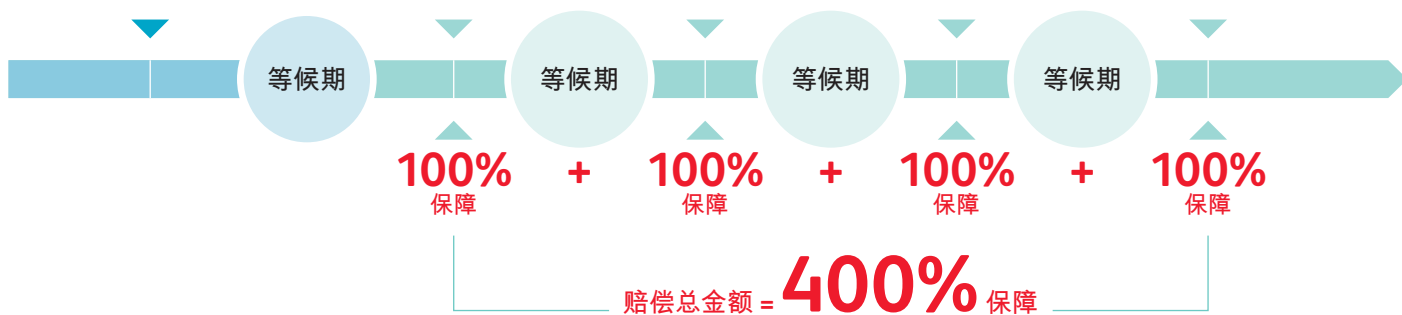 等候期 等候期 等候期 等候期
100% + 100% + 100% + 100%
保障 保障 保障 保障
赔偿总金额 = 400% 保障